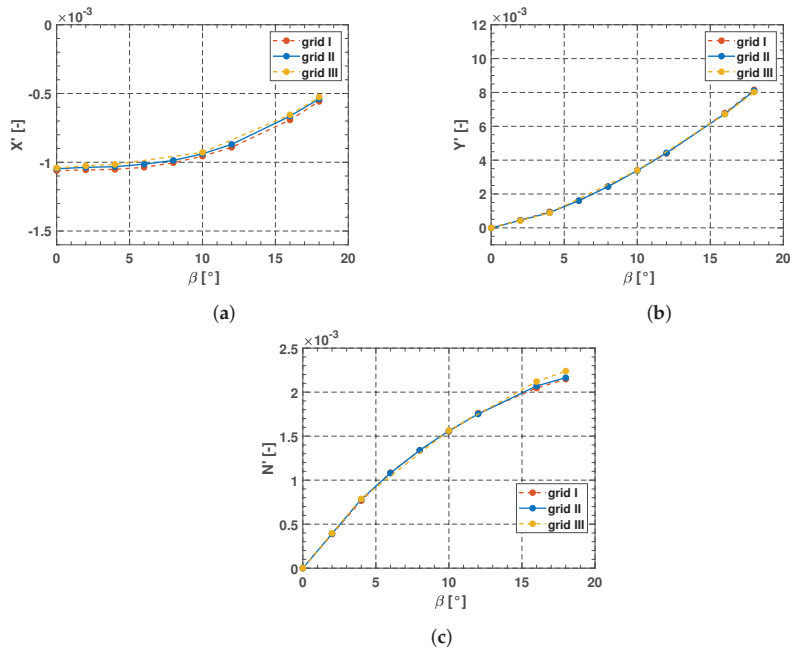 ×10⁻³
0
-0.5
-1
-1.5
X' [-]
0 5 10 15 20
β [°]
grid I
grid II
grid III
(a)
×10⁻³
12
10
8
6
4
2
0
Y' [-]
0 5 10 15 20
β [°]
grid I
grid II
grid III
(b)
×10⁻³
2.5
2
1.5
1
0.5
0
N' [-]
0 5 10 15 20
β [°]
grid I
grid II
grid III
(c)